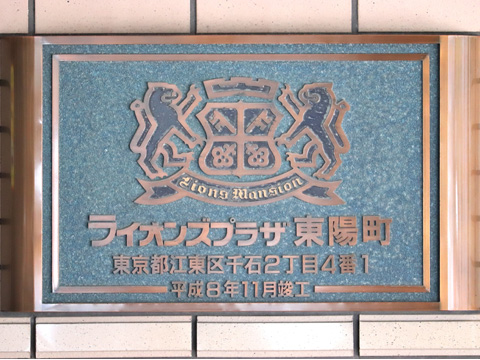 Lions Mansion
ライオンズプラザ東陽町
東京都江東区千石2丁目4番1
平成8年11月竣工